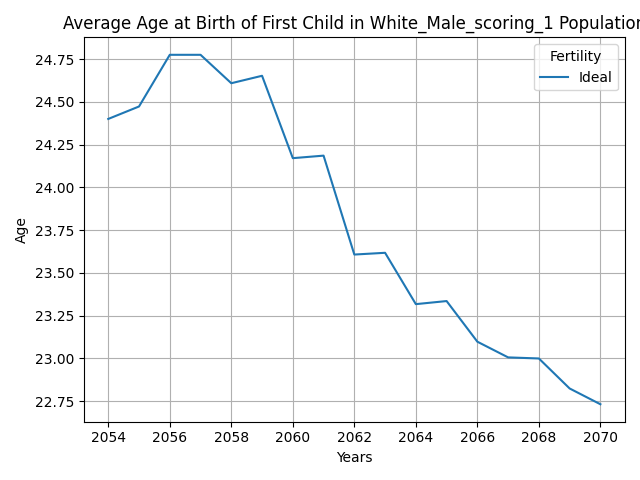 Average Age at Birth of First Child in White_Male_scoring_1 Population
Fertility
Ideal
24.75
24.50
24.25
24.00
23.75
23.50
23.25
23.00
22.75
Age
2054 2056 2058 2060 2062 2064 2066 2068 2070
Years